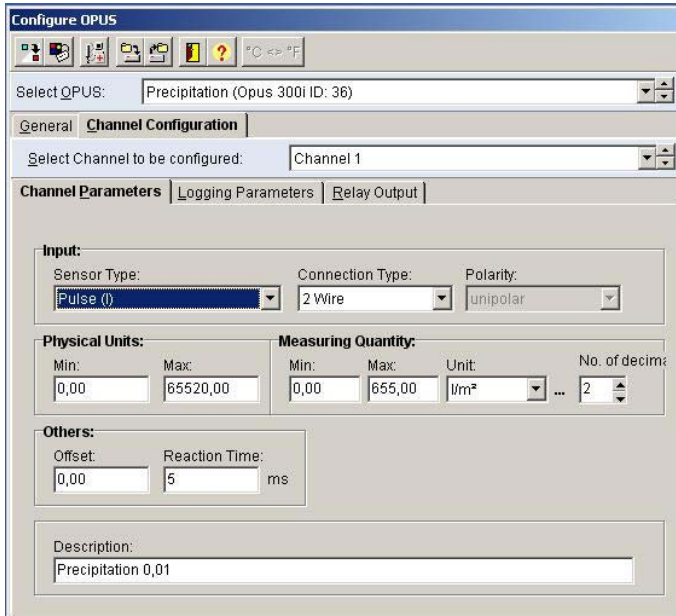 Configure OPUS
? °C <=> °F
Select OPUS: Precipitation (Opus 300i ID: 36)
General Channel Configuration
Select Channel to be configured: Channel 1
Channel Parameters Logging Parameters Relay Output
Input:
Sensor Type: Connection Type: Polarity:
Pulse (I) 2 Wire unipolar
Physical Units: Measuring Quantity:
Min: Max: Min: Max: Unit: No. of decima
0,00 65520,00 0,00 655,00 l/m² ... 2
Others:
Offset: Reaction Time:
0,00 5 ms
Description:
Precipitation 0,01